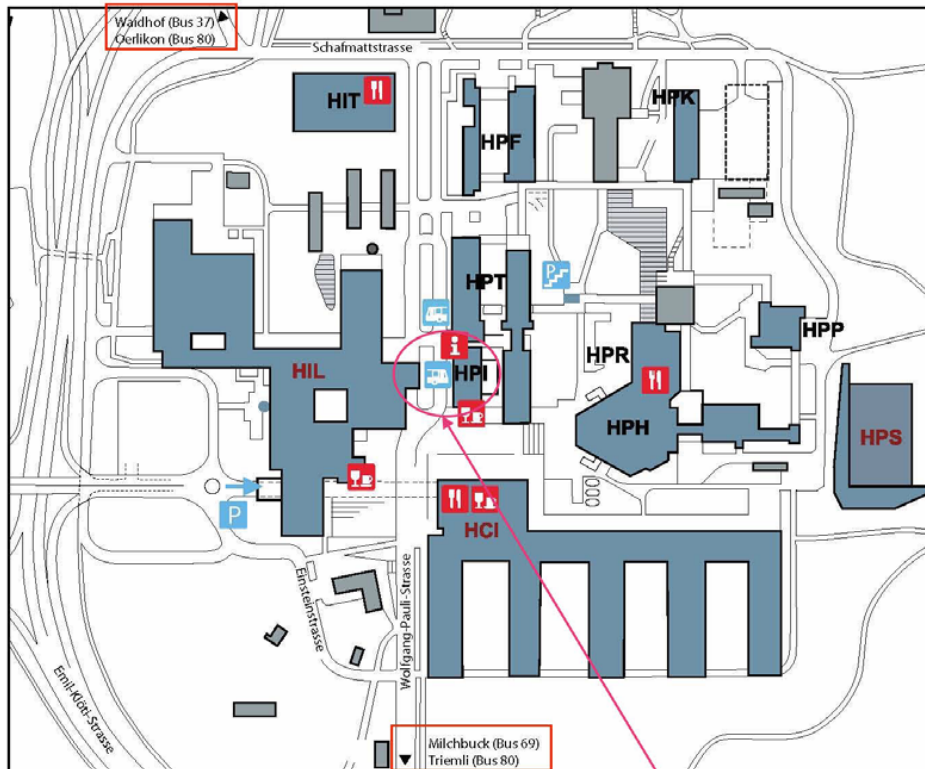 Waidhof (Bus 37)
Oerlikon (Bus 80)
Schafmattstrasse
HIT
HPF
HPK
HPT
P
HPP
HPR
i
HIL
HPI
HPH
HPS
P
HCI
Einsteinstrasse
Wolfgang-Pauli-Strasse
Emil-Klöti-Strasse
Milchbuck (Bus 69)
Triemli (Bus 80)